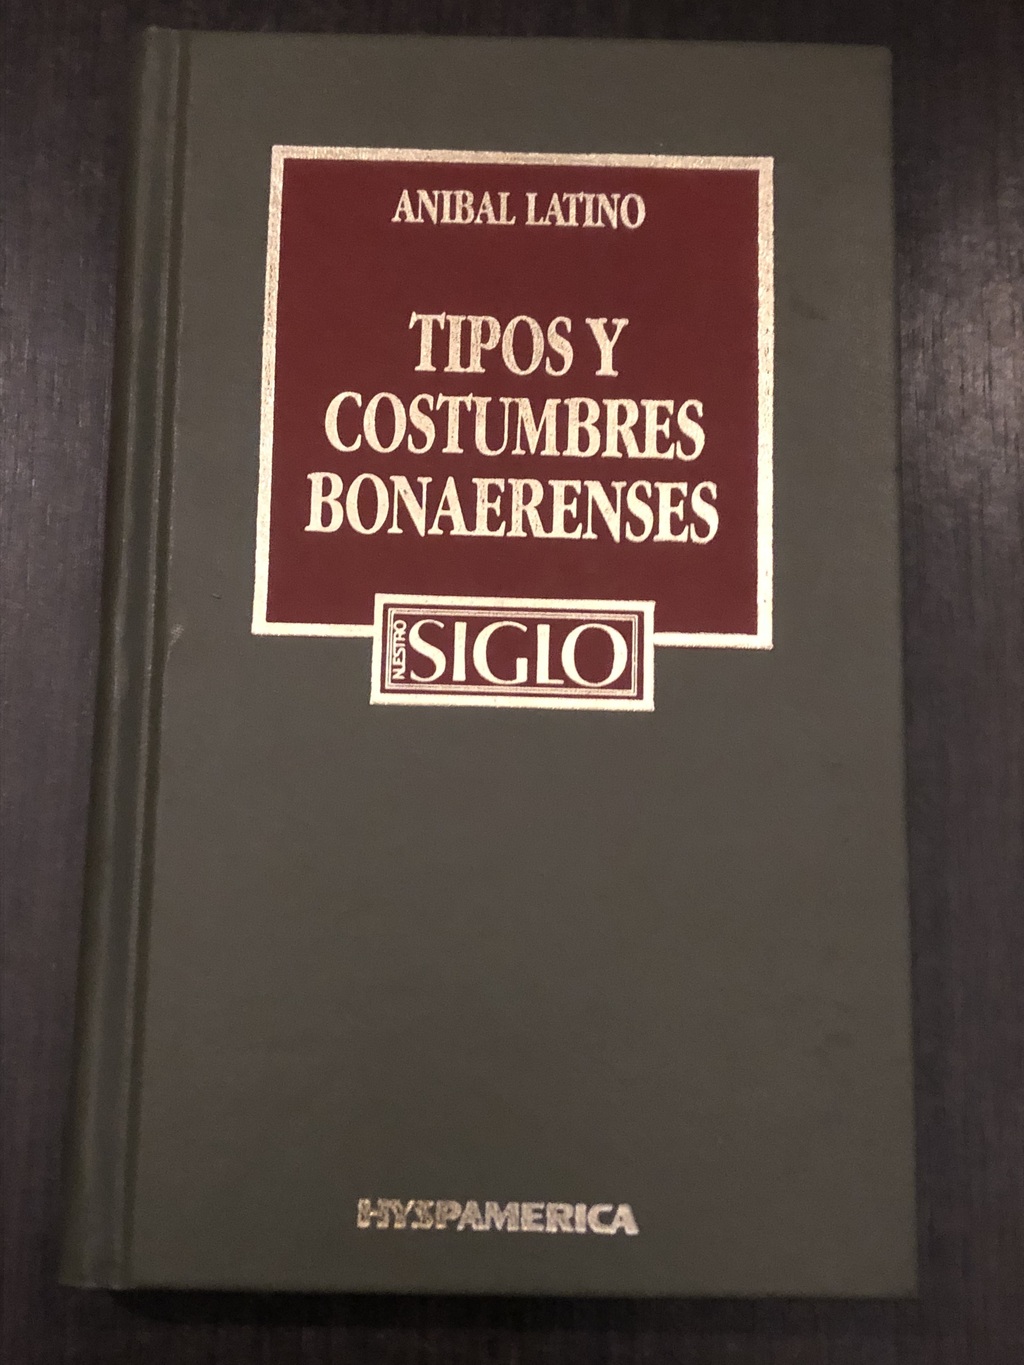 ANIBAL LATINO
TIPOS Y
COSTUMBRES
BONAERENSES
NUESTRO
SIGLO
HYSPAMERICA